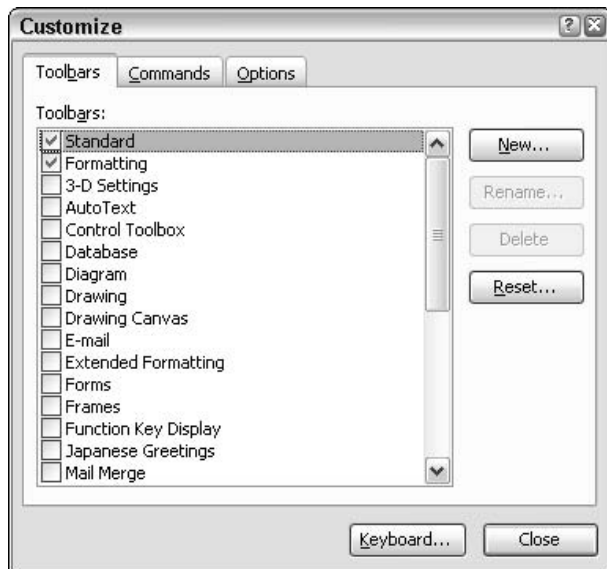 Customize
Toolbars Commands Options
Toolbars:
Standard
Formatting
3-D Settings
AutoText
Control Toolbox
Database
Diagram
Drawing
Drawing Canvas
E-mail
Extended Formatting
Forms
Frames
Function Key Display
Japanese Greetings
Mail Merge
New...
Rename...
Delete
Reset...
Keyboard... Close